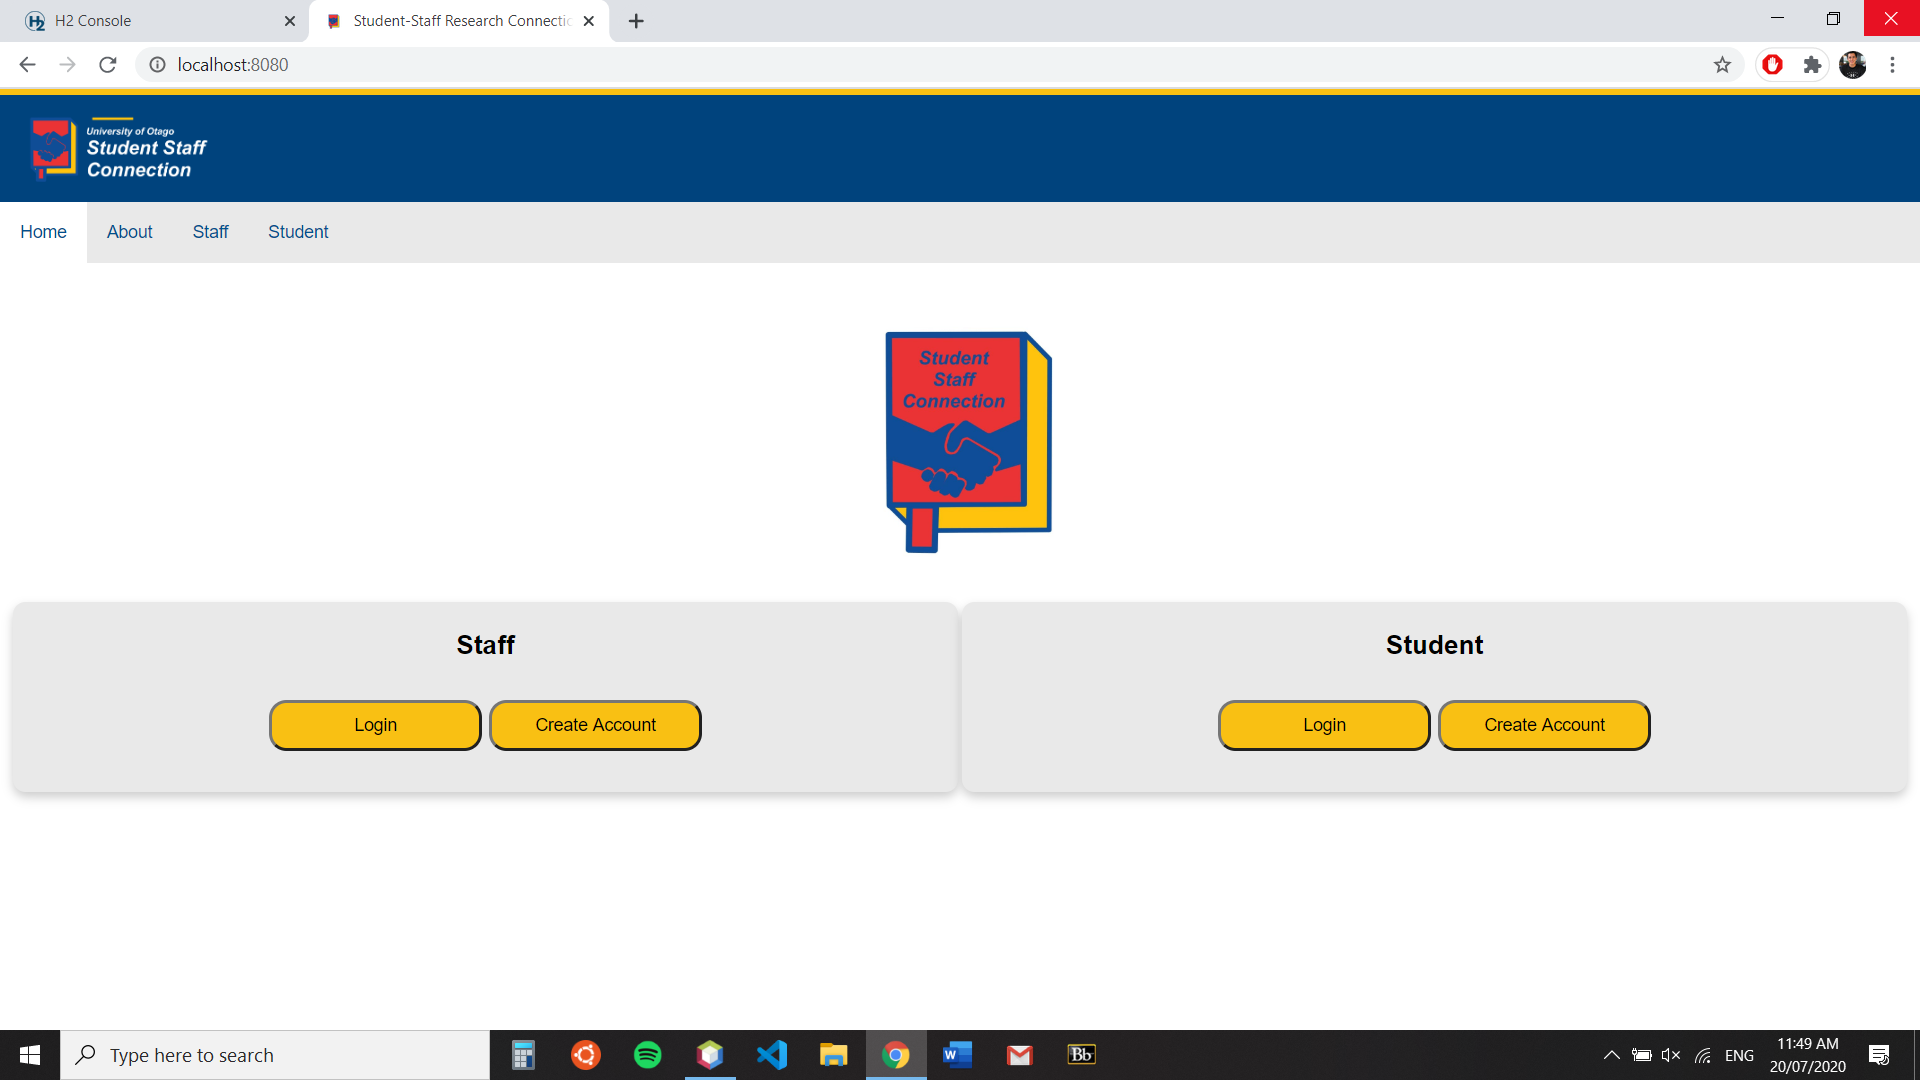 H2 Console
Student-Staff Research Connectio
localhost:8080
University of Otago
Student Staff
Connection
Home
About
Staff
Student
Student
Staff
Connection
Staff
Student
Login
Create Account
Login
Create Account
Type here to search
Bb
ENG
11:49 AM
20/07/2020